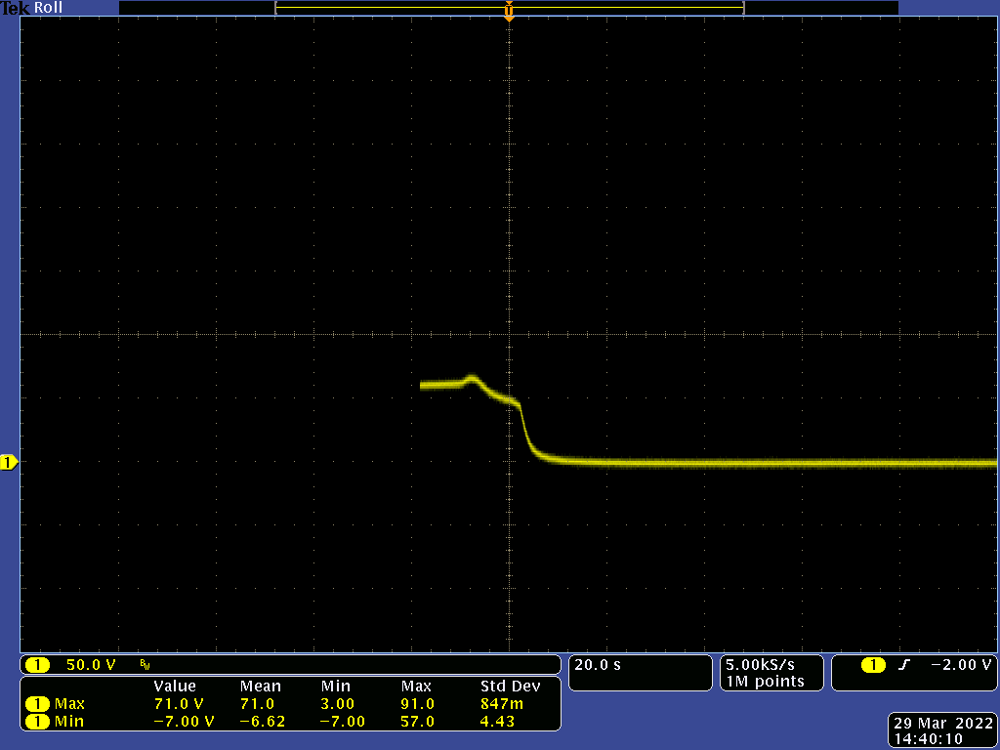 Tek Roll
T
1
1 50.0 V BW
20.0 s
5.00kS/s
1M points
1 -2.00 V
Value Mean Min Max Std Dev
1 Max 71.0 V 71.0 3.00 91.0 847m
1 Min −7.00 V −6.62 −7.00 57.0 4.43
29 Mar 2022
14:40:10